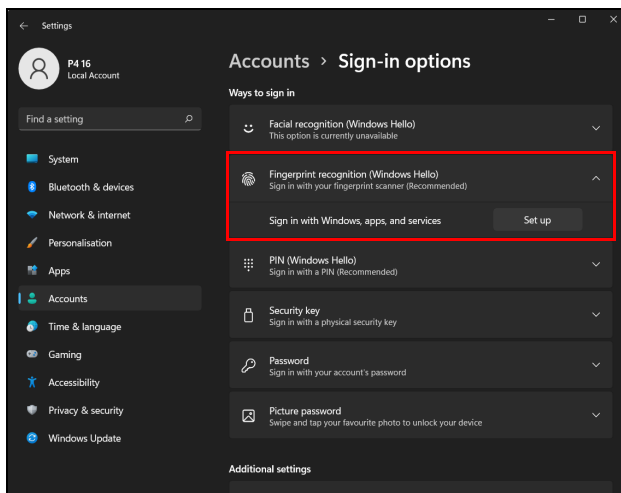 Settings
P4 16
Local Account
Find a setting
System
Bluetooth & devices
Network & internet
Personalisation
Apps
Accounts
Time & language
Gaming
Accessibility
Privacy & security
Windows Update
Accounts > Sign-in options
Ways to sign in
Facial recognition (Windows Hello)
This option is currently unavailable
Fingerprint recognition (Windows Hello)
Sign in with your fingerprint scanner (Recommended)
Sign in with Windows, apps, and services
Set up
PIN (Windows Hello)
Sign in with a PIN (Recommended)
Security key
Sign in with a physical security key
Password
Sign in with your account's password
Picture password
Swipe and tap your favourite photo to unlock your device
Additional settings